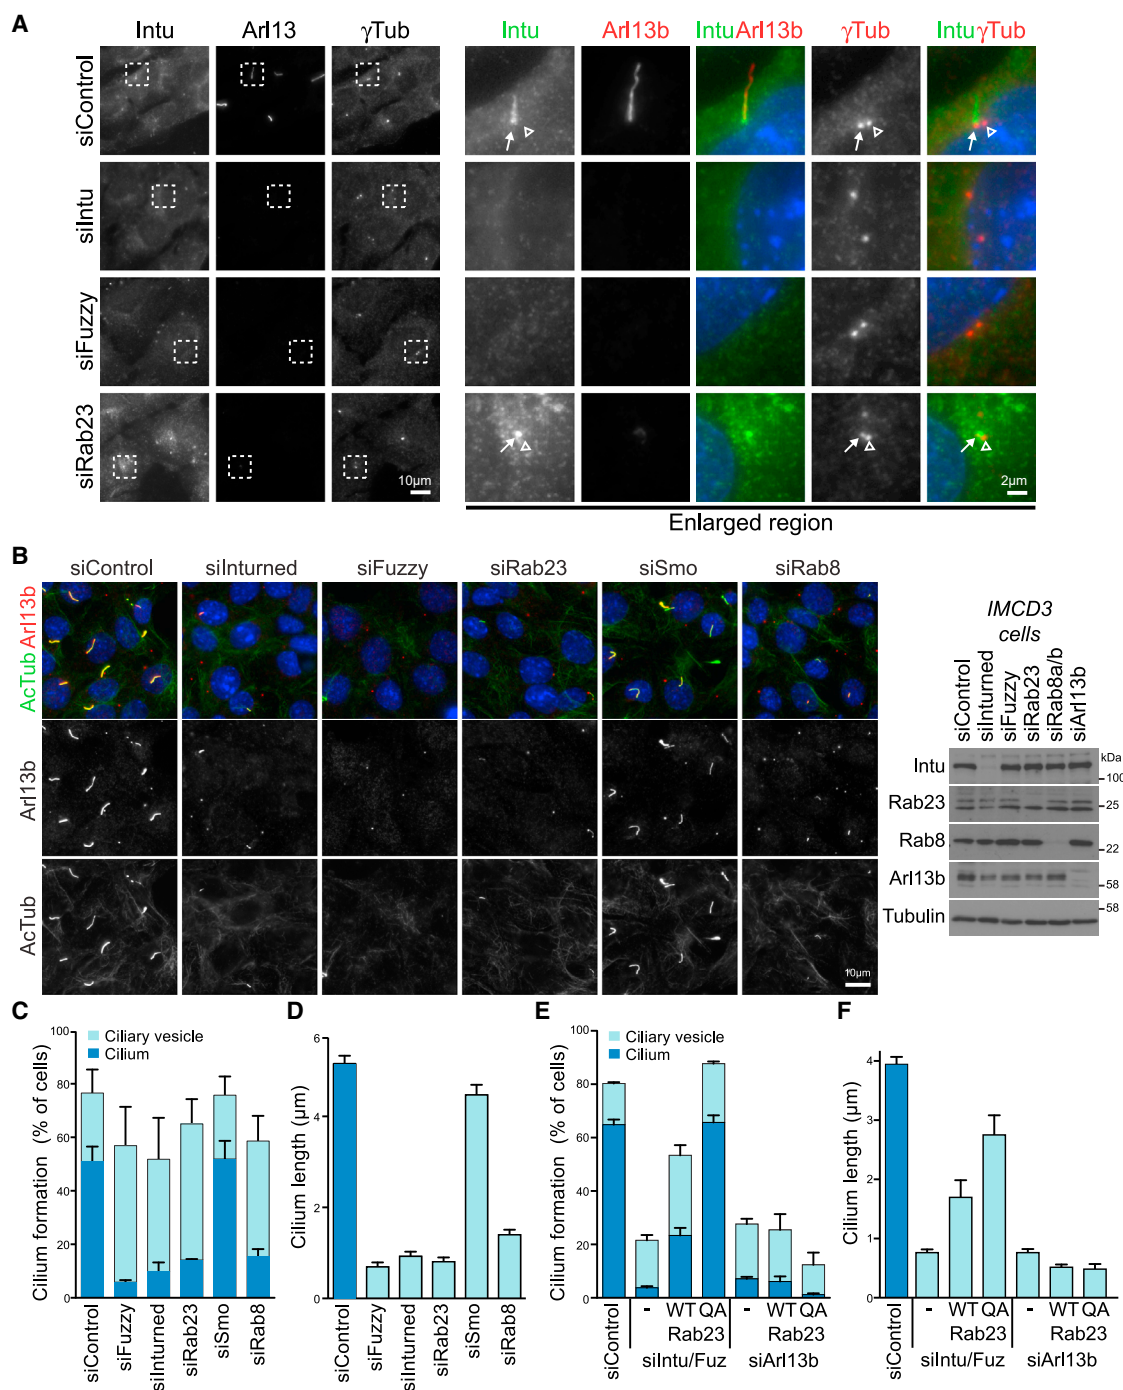 A
Intu Arl13 γTub Intu Arl13b IntuArl13b γTub IntuγTub
siControl
siIntu
siFuzzy
siRab23
10μm
2μm
Enlarged region
B
siControl siInturned siFuzzy siRab23 siSmo siRab8
AcTub Arl13b
Arl13b
AcTub
10μm
IMCD3
cells
siControl
siInturned
siFuzzy
siRab23
siRab8a/b
siArl13b
kDa
Intu
100
Rab23
25
Rab8
22
Arl13b
58
Tubulin
58
C
Cilium formation (% of cells)
100
80
60
40
20
0
Ciliary vesicle
Cilium
siControl
siFuzzy
siInturned
siRab23
siSmo
siRab8
D
Cilium length (μm)
6
4
2
0
siControl
siFuzzy
siInturned
siRab23
siSmo
siRab8
E
Cilium formation (% of cells)
100
80
60
40
20
0
Ciliary vesicle
Cilium
siControl
- WT QA - WT QA
Rab23 Rab23
siIntu/Fuz siArl13b
F
Cilium length (μm)
4
3
2
0
siControl
- WT QA - WT QA
Rab23 Rab23
siIntu/Fuz siArl13b